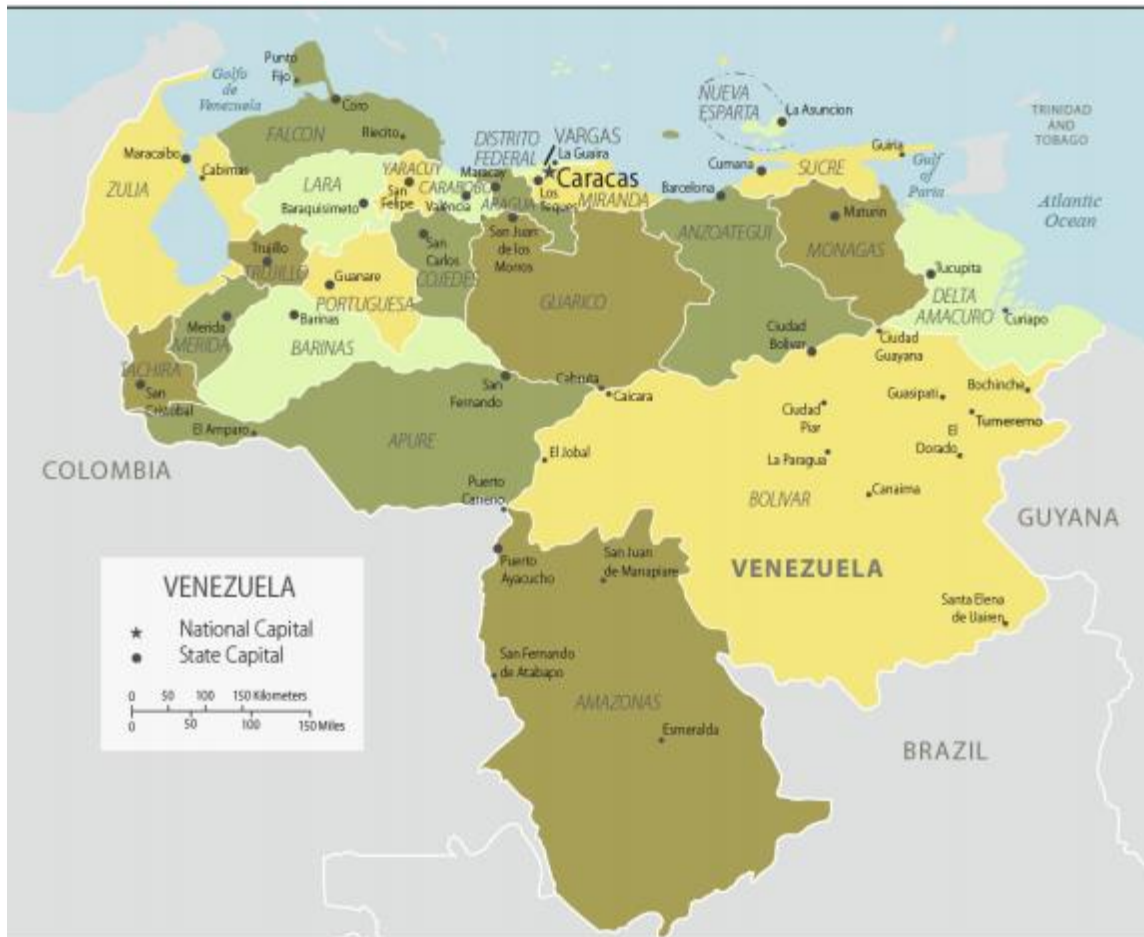 Punto
Fijo
Golfo
de
Venezuela
Coro
FALCON
Riecito
NUEVA
ESPARTA
La Asuncion
TRINIDAD
AND
TOBAGO
DISTRITO
FEDERAL
VARGAS
La Guaira
Maracaibo
Cabimas
ZULIA
LARA
Baraquisimeto
YARACUY
San
Felipe
CARABOBO
Valencia
Maracay
ARAGUA
Caracas
Los
Teques
MIRANDA
Cumana
SUCRE
Guiria
Gulf
of
Paria
Barcelona
Atlantic
Ocean
Trujillo
TRUJILLO
Guanare
PORTUGUESA
San
Carlos
COJEDES
San Juan
de los
Morros
GUARICO
ANZOATEGUI
Maturin
MONAGAS
Tucupita
DELTA
AMACURO
Curiapo
Merida
MERIDA
Barinas
BARINAS
TACHIRA
San
Cristobal
El Amparo
San
Fernando
APURE
Cabruta
Caicara
Ciudad
Bolivar
Ciudad
Guayana
Guasipati
Bochinche
Tumeremo
El
Dorado
Ciudad
Piar
La Paragua
Canaima
El Jobal
BOLIVAR
COLOMBIA
GUYANA
Puerto
Carreno
Puerto
Ayacucho
San Juan
de Manapiare
VENEZUELA
Santa Elena
de Uairen
San Fernando
de Atabapo
AMAZONAS
Esmeralda
BRAZIL
VENEZUELA
National Capital
State Capital
0 50 100 150 Kilometers
0 50 100 150 Miles